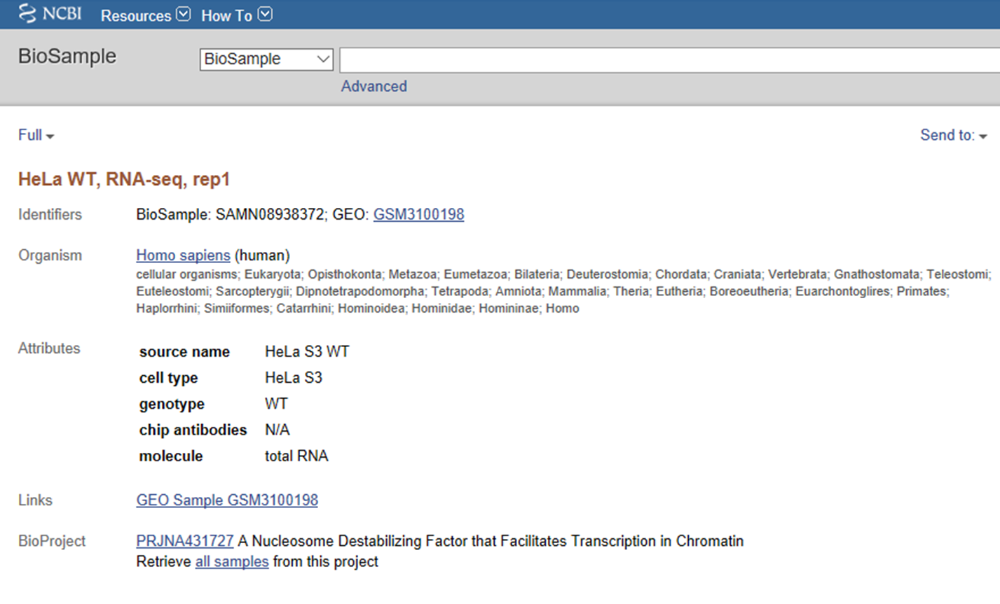 NCBI Resources How To
BioSample
BioSample
Advanced
Full
Send to:
HeLa WT, RNA-seq, rep1
Identifiers BioSample: SAMN08938372; GEO: GSM3100198
Organism Homo sapiens (human)
cellular organisms; Eukaryota; Opisthokonta; Metazoa; Eumetazoa; Bilateria; Deuterostomia; Chordata; Craniata; Vertebrata; Gnathostomata; Teleostomi;
Euteleostomi; Sarcopterygii; Dipnotetrapodomorpha; Tetrapoda; Amniota; Mammalia; Theria; Eutheria; Boreoeutheria; Euarchontoglires; Primates;
Haplorrhini; Simiiformes; Catarrhini; Hominoidea; Hominidae; Homininae; Homo
Attributes
source name HeLa S3 WT
cell type HeLa S3
genotype WT
chip antibodies N/A
molecule total RNA
Links GEO Sample GSM3100198
BioProject PRJNA431727 A Nucleosome Destabilizing Factor that Facilitates Transcription in Chromatin
Retrieve all samples from this project